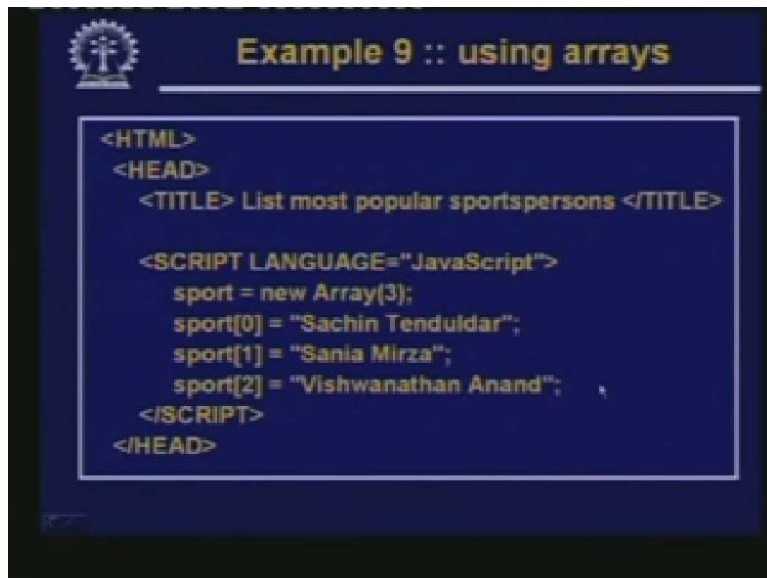 Example 9 :: using arrays
<HTML>
<HEAD>
<TITLE> List most popular sportspersons </TITLE>
<SCRIPT LANGUAGE="JavaScript">
sport = new Array(3);
sport[0] = "Sachin Tenduldar";
sport[1] = "Sania Mirza";
sport[2] = "Vishwanathan Anand";
</SCRIPT>
</HEAD>